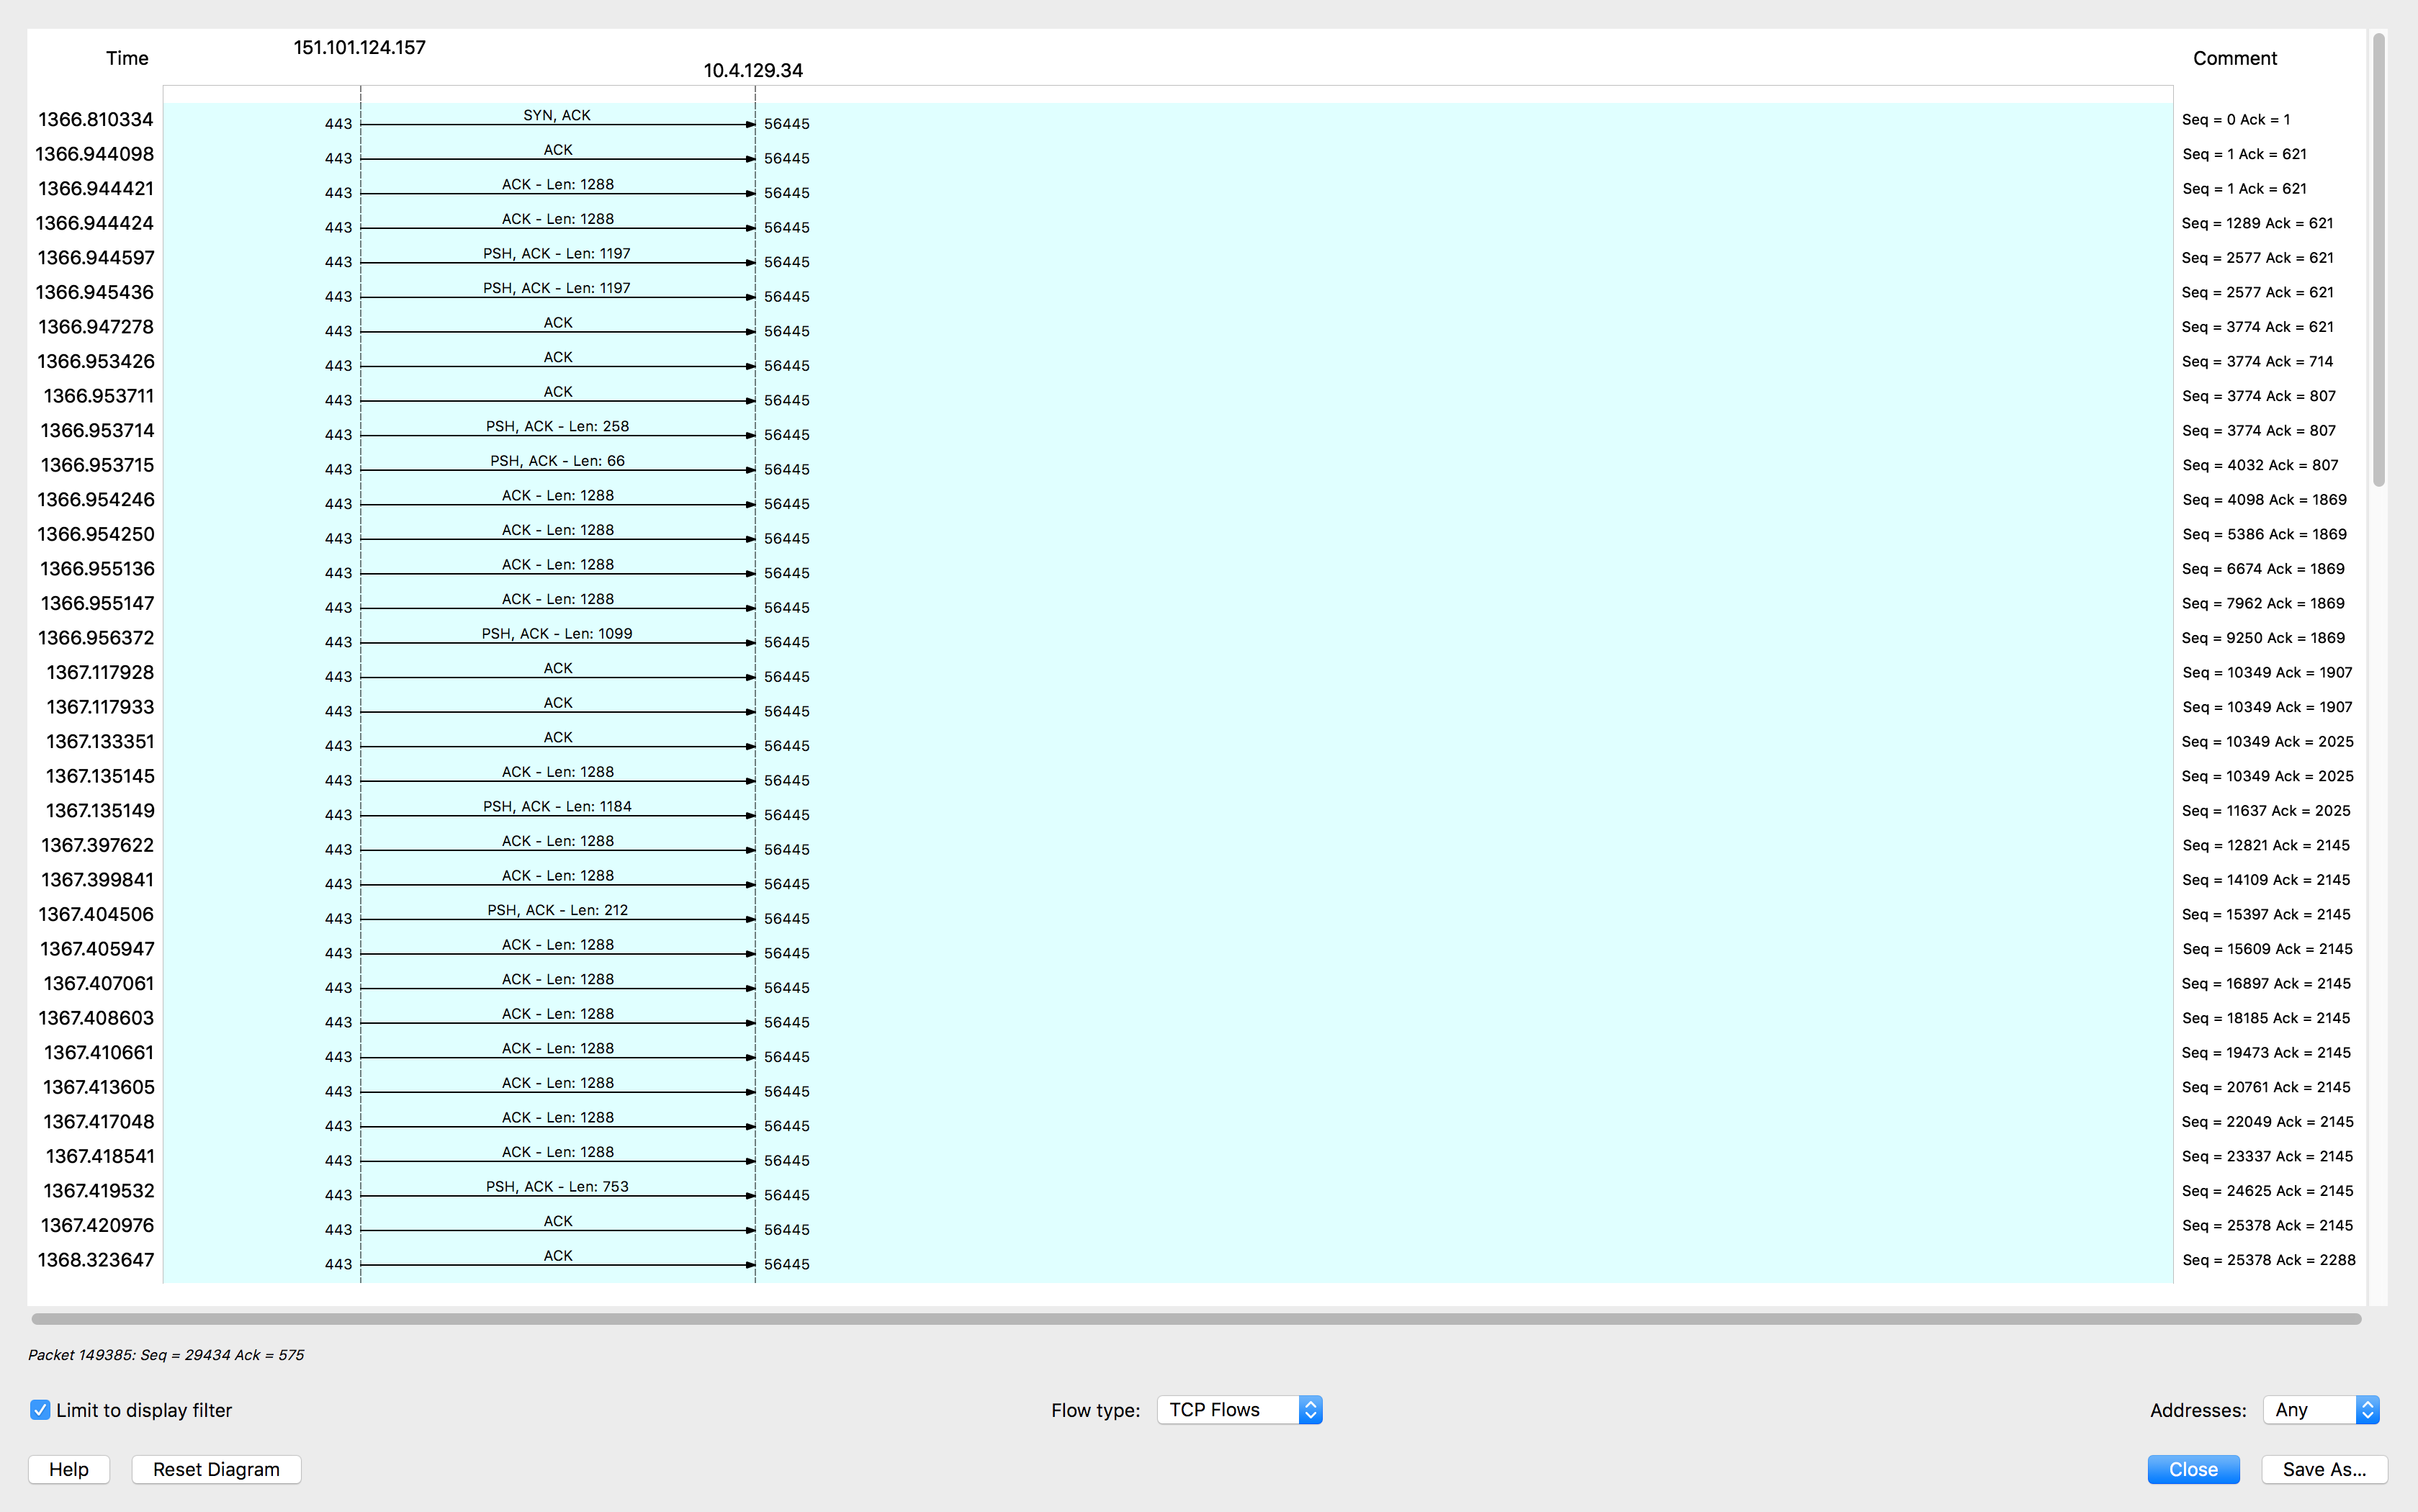 151.101.124.157
Time Comment
10.4.129.34
1366.810334 443 SYN, ACK 56445 Seq = 0 Ack = 1
1366.944098 443 ACK 56445 Seq = 1 Ack = 621
1366.944421 443 ACK - Len: 1288 56445 Seq = 1 Ack = 621
1366.944424 443 ACK - Len: 1288 56445 Seq = 1289 Ack = 621
1366.944597 443 PSH, ACK - Len: 1197 56445 Seq = 2577 Ack = 621
1366.945436 443 PSH, ACK - Len: 1197 56445 Seq = 2577 Ack = 621
1366.947278 443 ACK 56445 Seq = 3774 Ack = 621
1366.953426 443 ACK 56445 Seq = 3774 Ack = 714
1366.953711 443 ACK 56445 Seq = 3774 Ack = 807
1366.953714 443 PSH, ACK - Len: 258 56445 Seq = 3774 Ack = 807
1366.953715 443 PSH, ACK - Len: 66 56445 Seq = 4032 Ack = 807
1366.954246 443 ACK - Len: 1288 56445 Seq = 4098 Ack = 1869
1366.954250 443 ACK - Len: 1288 56445 Seq = 5386 Ack = 1869
1366.955136 443 ACK - Len: 1288 56445 Seq = 6674 Ack = 1869
1366.955147 443 ACK - Len: 1288 56445 Seq = 7962 Ack = 1869
1366.956372 443 PSH, ACK - Len: 1099 56445 Seq = 9250 Ack = 1869
1367.117928 443 ACK 56445 Seq = 10349 Ack = 1907
1367.117933 443 ACK 56445 Seq = 10349 Ack = 1907
1367.133351 443 ACK 56445 Seq = 10349 Ack = 2025
1367.135145 443 ACK - Len: 1288 56445 Seq = 10349 Ack = 2025
1367.135149 443 PSH, ACK - Len: 1184 56445 Seq = 11637 Ack = 2025
1367.397622 443 ACK - Len: 1288 56445 Seq = 12821 Ack = 2145
1367.399841 443 ACK - Len: 1288 56445 Seq = 14109 Ack = 2145
1367.404506 443 PSH, ACK - Len: 212 56445 Seq = 15397 Ack = 2145
1367.405947 443 ACK - Len: 1288 56445 Seq = 15609 Ack = 2145
1367.407061 443 ACK - Len: 1288 56445 Seq = 16897 Ack = 2145
1367.408603 443 ACK - Len: 1288 56445 Seq = 18185 Ack = 2145
1367.410661 443 ACK - Len: 1288 56445 Seq = 19473 Ack = 2145
1367.413605 443 ACK - Len: 1288 56445 Seq = 20761 Ack = 2145
1367.417048 443 ACK - Len: 1288 56445 Seq = 22049 Ack = 2145
1367.418541 443 ACK - Len: 1288 56445 Seq = 23337 Ack = 2145
1367.419532 443 PSH, ACK - Len: 753 56445 Seq = 24625 Ack = 2145
1367.420976 443 ACK 56445 Seq = 25378 Ack = 2145
1368.323647 443 ACK 56445 Seq = 25378 Ack = 2288
Packet 149385: Seq = 29434 Ack = 575
Limit to display filter Flow type: TCP Flows Addresses: Any
Help Reset Diagram Close Save As...